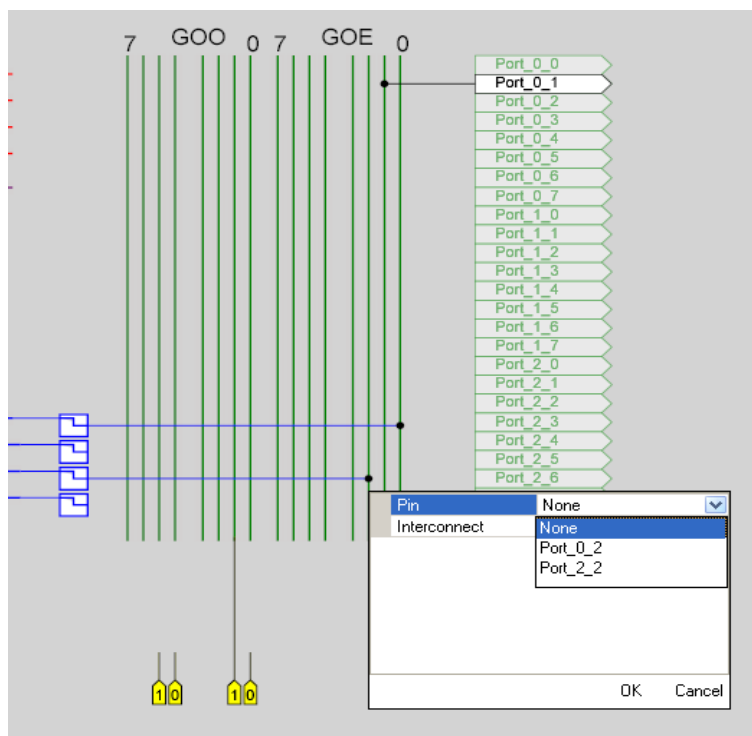 7 GOO 0 7 GOE 0
Port_0_0
Port_0_1
Port_0_2
Port_0_3
Port_0_4
Port_0_5
Port_0_6
Port_0_7
Port_1_0
Port_1_1
Port_1_2
Port_1_3
Port_1_4
Port_1_5
Port_1_6
Port_1_7
Port_2_0
Port_2_1
Port_2_2
Port_2_3
Port_2_4
Port_2_5
Port_2_6
Pin None
Interconnect None
Port_0_2
Port_2_2
1 0 1 0
OK Cancel